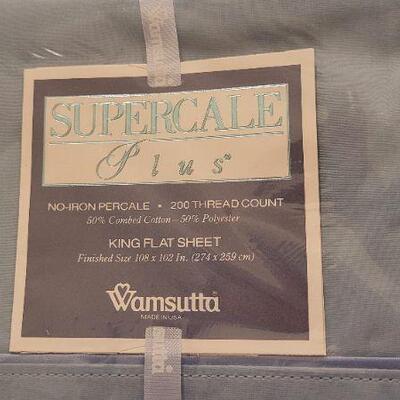 SUPERCALE
Plus™
NO-IRON PERCALE • 200 THREAD COUNT
50% Combed Cotton—50% Polyester
KING FLAT SHEET
Finished Size 108 x 102 In. (274 x 259 cm)
Wamsutta®
MADE IN USA